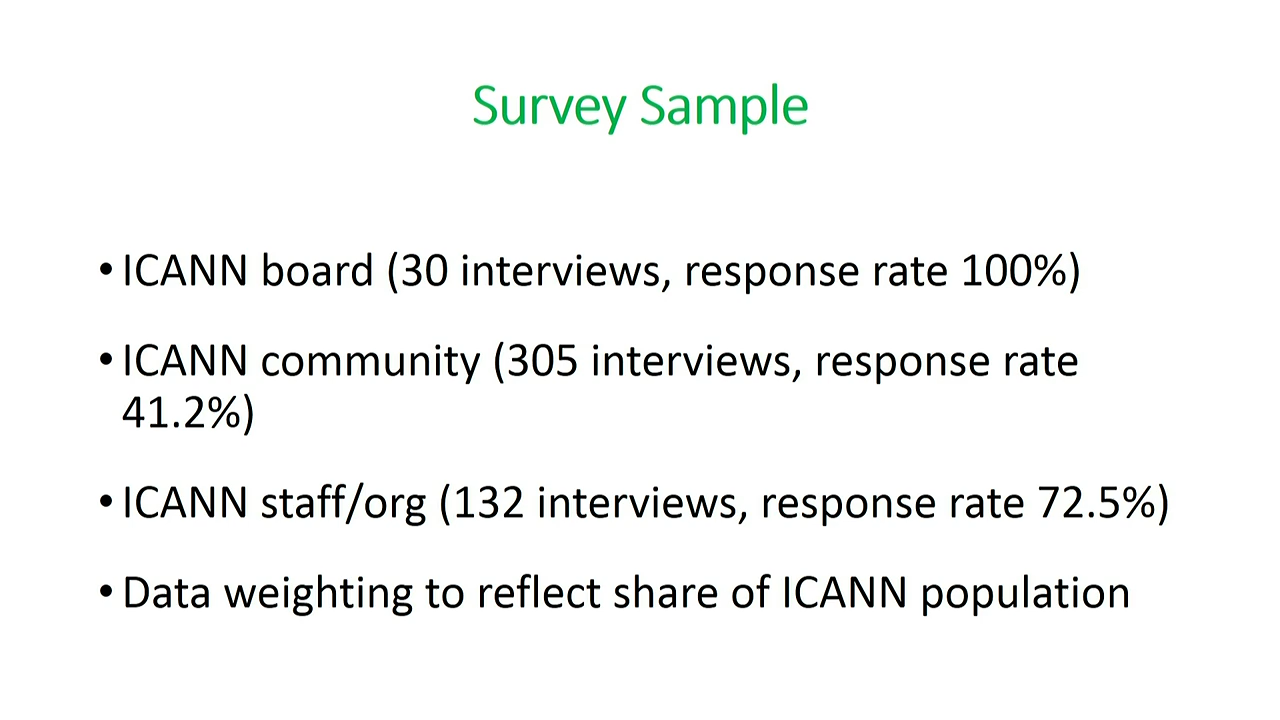 Survey Sample
• ICANN board (30 interviews, response rate 100%)
• ICANN community (305 interviews, response rate
41.2%)
• ICANN staff/org (132 interviews, response rate 72.5%)
• Data weighting to reflect share of ICANN population